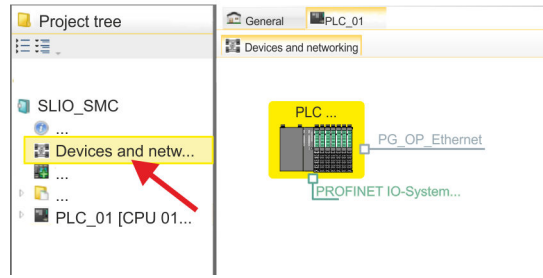 Project tree
General
PLC_01
Devices and networking
SLIO_SMC
...
Devices and netw...
...
...
PLC_01 [CPU 01...
PLC ...
PG_OP_Ethernet
PROFINET IO-System...